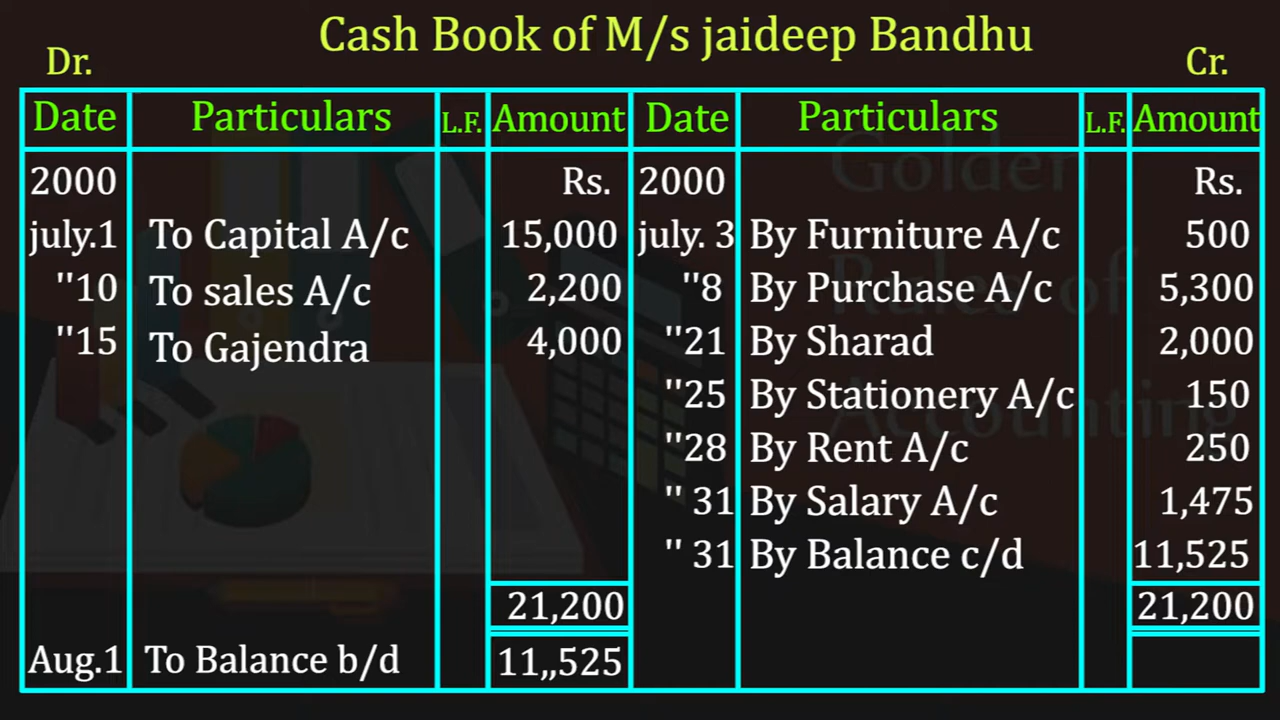 Cash Book of M/s jaideep Bandhu
Dr. Cr.
Date Particulars L.F. Amount Date Particulars L.F. Amount
2000 Rs. 2000 Rs.
july.1 To Capital A/c 15,000 july. 3 By Furniture A/c 500
"10 To sales A/c 2,200 "8 By Purchase A/c 5,300
"15 To Gajendra 4,000 "21 By Sharad 2,000
"25 By Stationery A/c 150
"28 By Rent A/c 250
" 31 By Salary A/c 1,475
" 31 By Balance c/d 11,525
21,200 21,200
Aug.1 To Balance b/d 11,,525
Golden
Rules of
Accounting